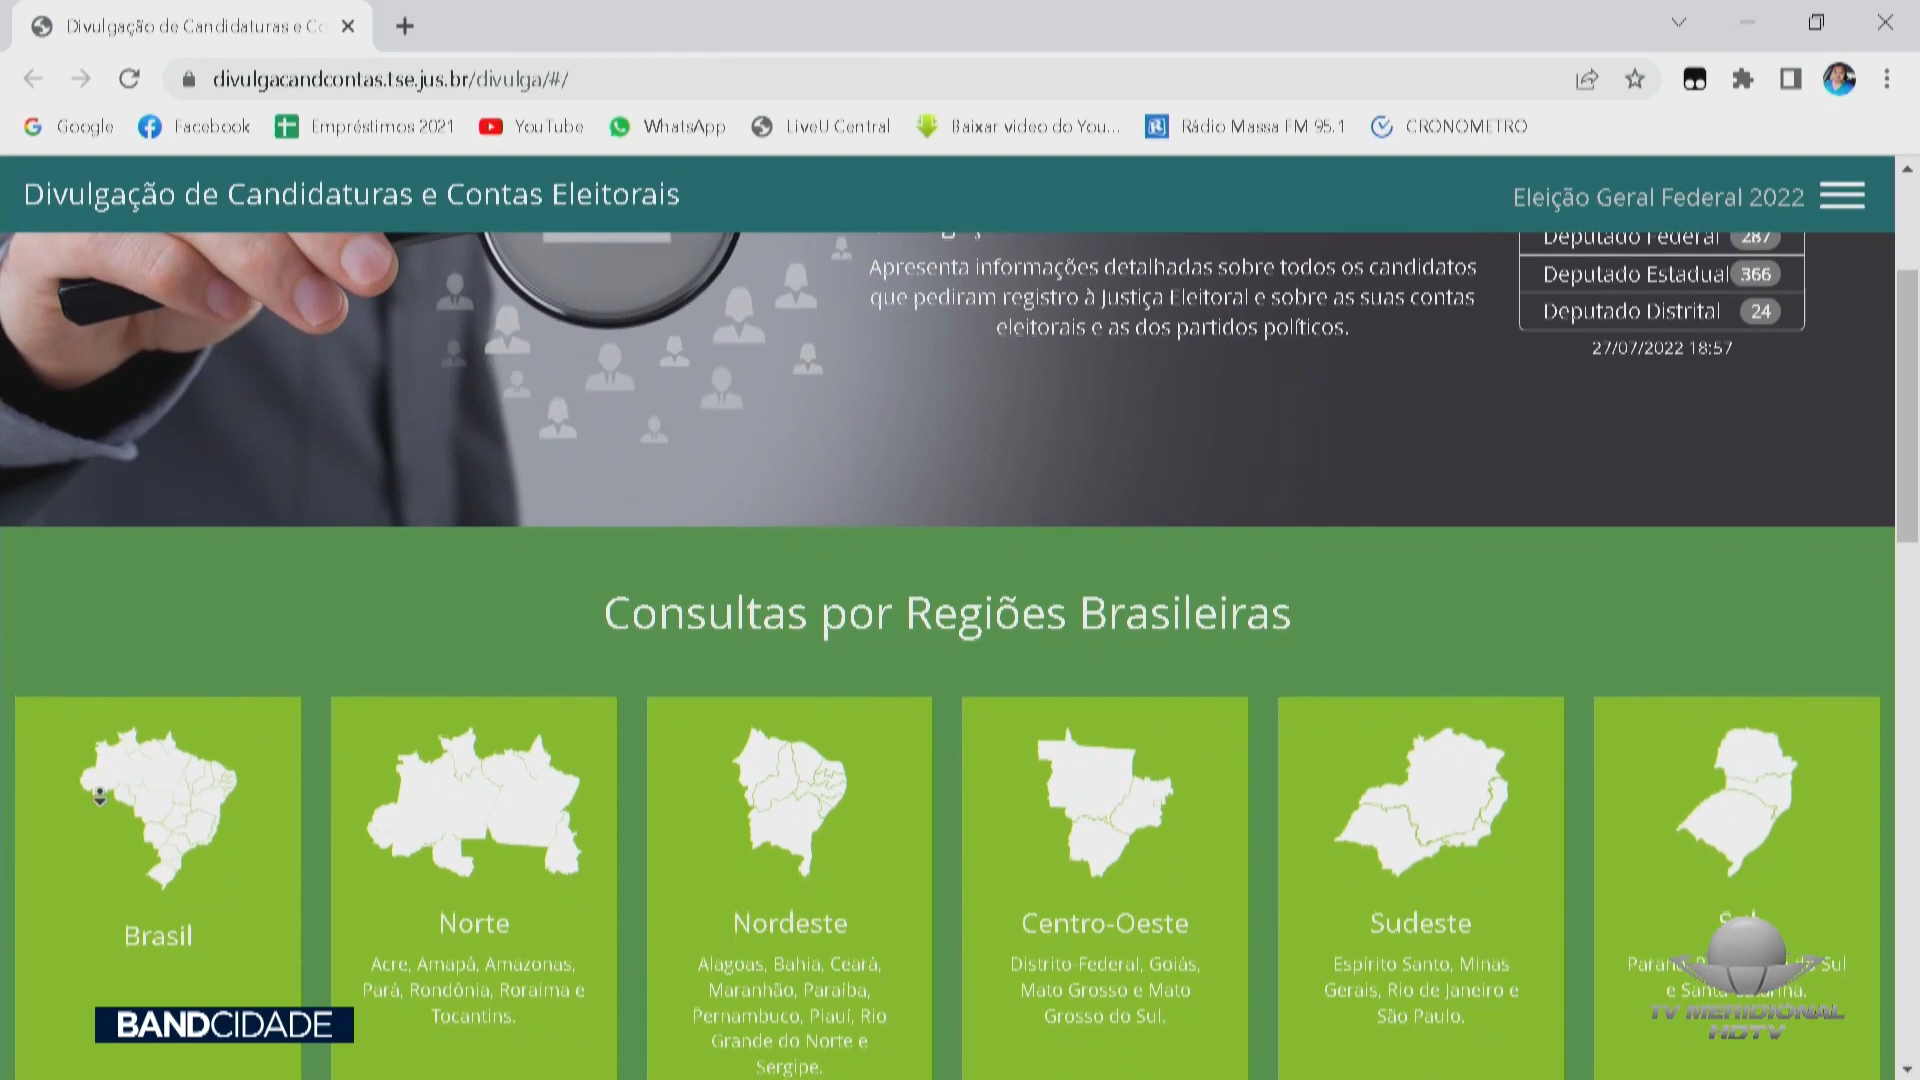 Divulgação de Candidaturas e Co
divulgacandcontas.tse.jus.br/divulga/#/
Google
Facebook
Empréstimos 2021
YouTube
WhatsApp
LiveU Central
Baixar video do You...
Rádio Massa FM 95.1
CRONOMETRO
Divulgação de Candidaturas e Contas Eleitorais
Eleição Geral Federal 2022
Apresenta informações detalhadas sobre todos os candidatos
que pediram registro à Justiça Eleitoral e sobre as suas contas
eleitorais e as dos partidos políticos.
Deputado Federal 287
Deputado Estadual 366
Deputado Distrital 24
27/07/2022 18:57
Consultas por Regiões Brasileiras
Brasil
Norte
Acre, Amapá, Amazonas,
Pará, Rondônia, Roraima e
Tocantins.
Nordeste
Alagoas, Bahia, Ceará,
Maranhão, Paraíba,
Pernambuco, Piauí, Rio
Grande do Norte e
Sergipe.
Centro-Oeste
Distrito Federal, Goiás,
Mato Grosso e Mato
Grosso do Sul.
Sudeste
Espírito Santo, Minas
Gerais, Rio de Janeiro e
São Paulo.
Sul
e Santa
BANDCIDADE
TV MERIDIONAL
HDTV